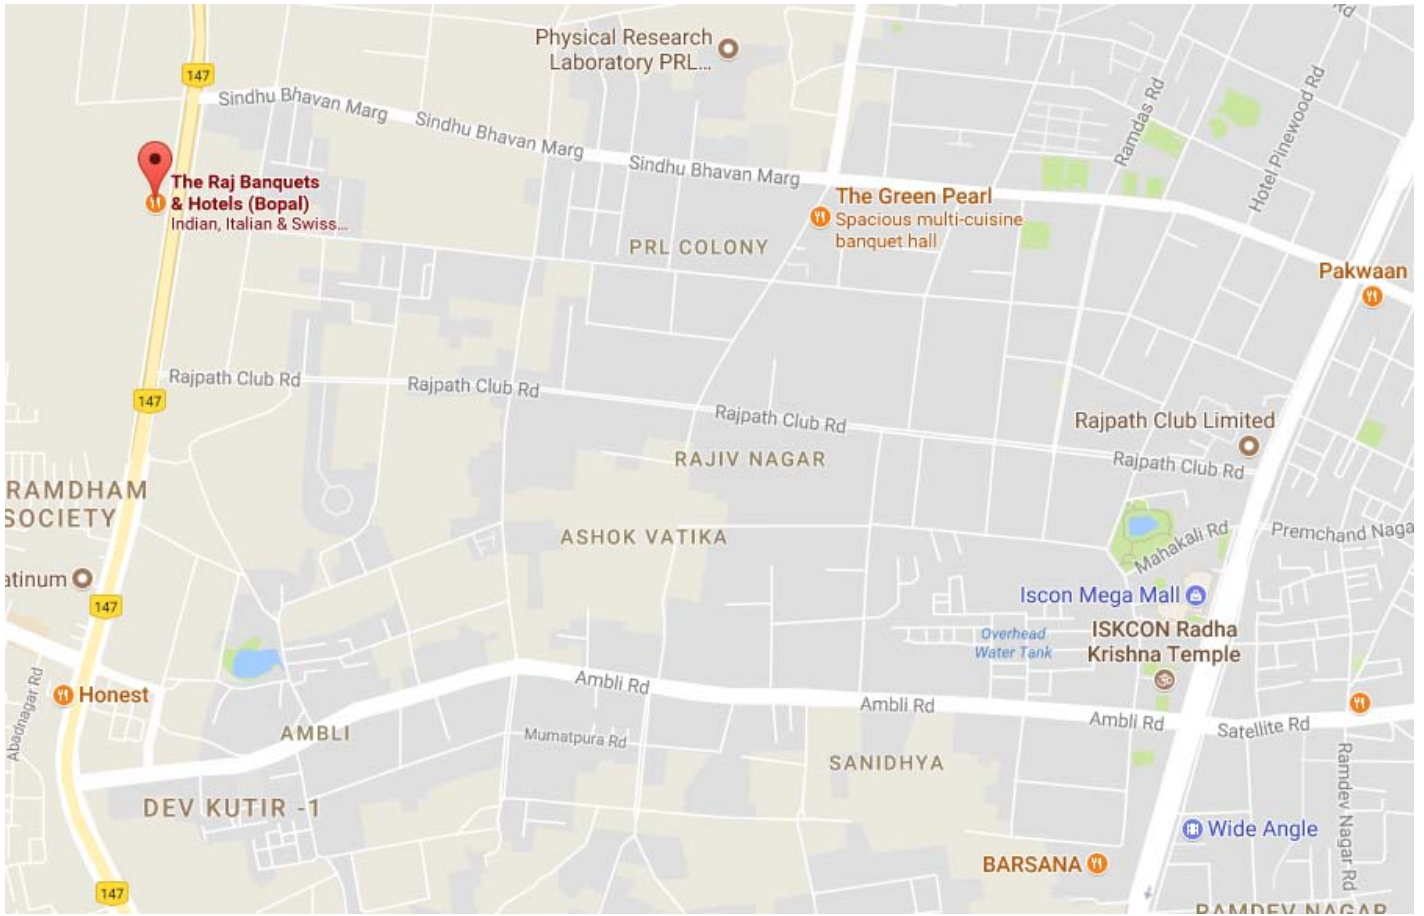 Physical Research
Laboratory PRL...
147
Sindhu Bhavan Marg
Sindhu Bhavan Marg
Sindhu Bhavan Marg
Ramdas Rd
Hotel Pinewood Rd
Rd
The Raj Banquets
& Hotels (Bopal)
Indian, Italian & Swiss...
The Green Pearl
Spacious multi-cuisine
banquet hall
PRL COLONY
Pakwaan
147
Rajpath Club Rd
Rajpath Club Rd
Rajpath Club Rd
Rajpath Club Limited
Rajpath Club Rd
RAJIV NAGAR
RAMDHAM
SOCIETY
ASHOK VATIKA
Mahakali Rd
Premchand Naga
atinum
147
Iscon Mega Mall
Overhead
Water Tank
ISKCON Radha
Krishna Temple
Abadnagar Rd
Honest
Ambli Rd
Ambli Rd
Ambli Rd
Satellite Rd
AMBLI
Mumatpura Rd
SANIDHYA
Ramdev Nagar Rd
DEV KUTIR -1
Wide Angle
BARSANA
147
RAMDEV NAGAR